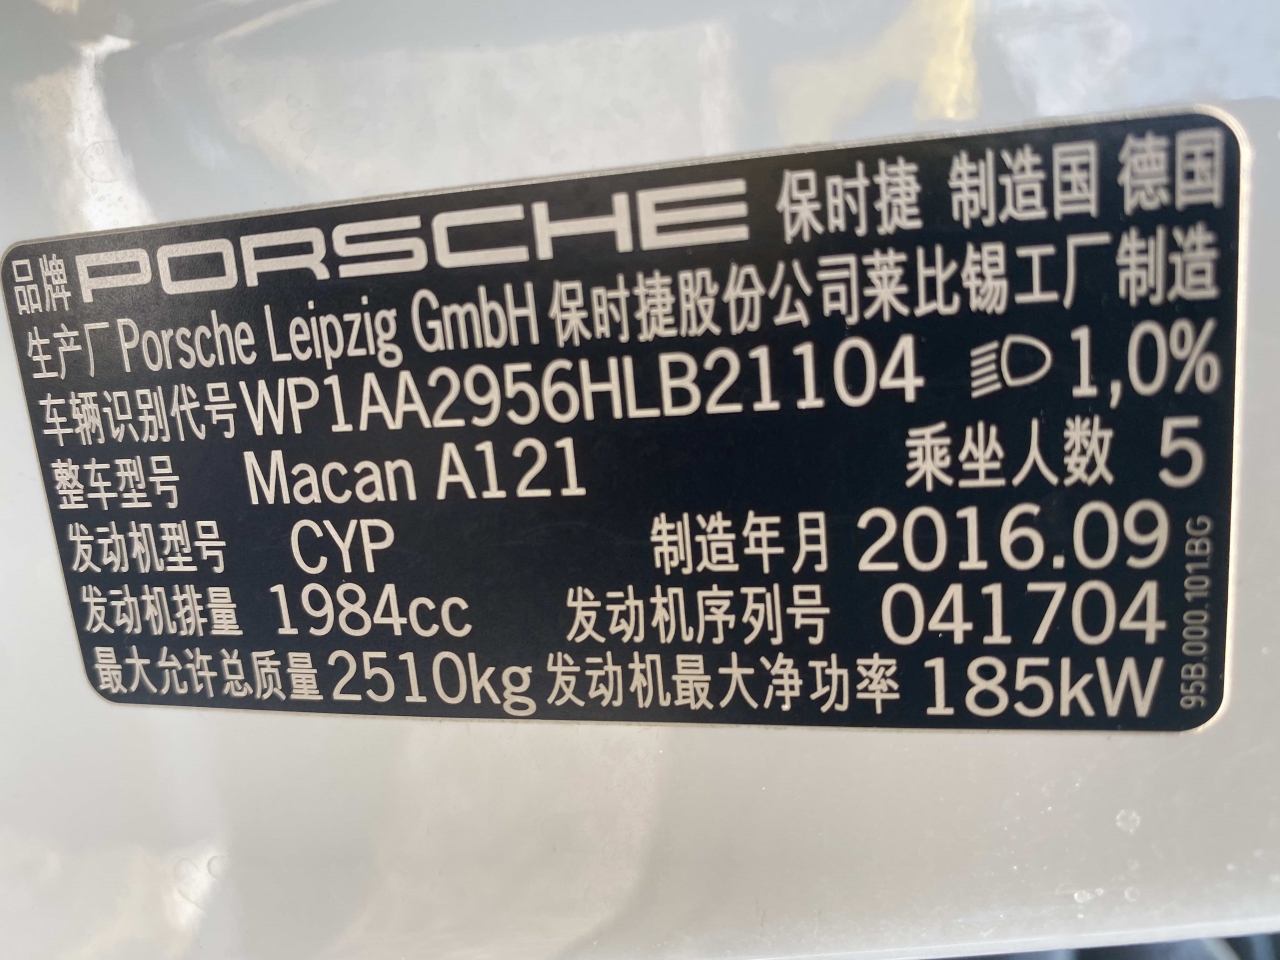 品牌 PORSCHE 保时捷 制造国 德国
生产厂 Porsche Leipzig GmbH 保时捷股份公司莱比锡工厂制造
车辆识别代号 WP1AA2956HLB21104 1,0%
整车型号 Macan A121 乘坐人数 5
发动机型号 CYP 制造年月 2016.09
发动机排量 1984cc 发动机序列号 041704
最大允许总质量 2510kg 发动机最大净功率 185kW
95B.000.101.BG